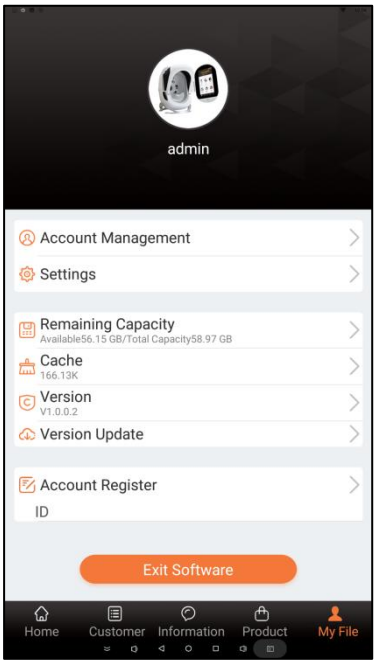 admin
Account Management
Settings
Remaining Capacity
Available56.15 GB/Total Capacity58.97 GB
Cache
166.13K
Version
V1.0.0.2
Version Update
Account Register
ID
Exit Software
Home Customer Information Product My File